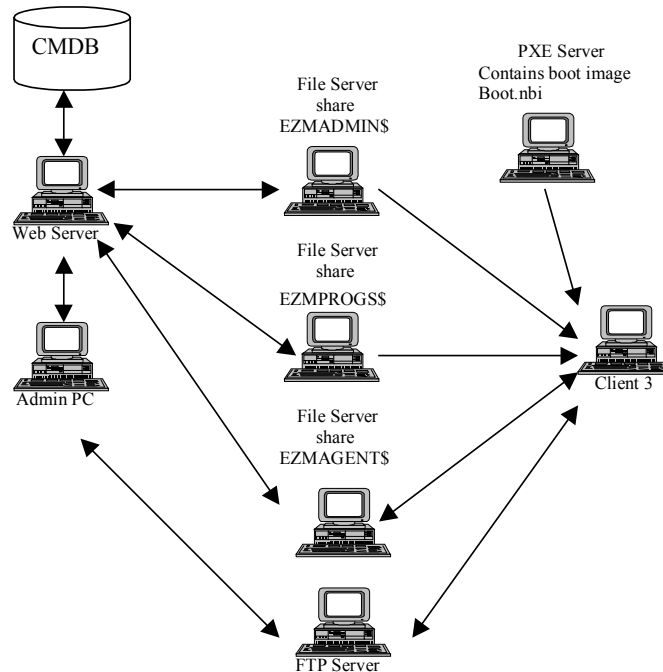 CMDB
PXE Server
Contains boot image
Boot.nbi
File Server
share
EZMADMIN$
Web Server
File Server
share
EZMPROGS$
Admin PC
Client 3
File Server
share
EZMAGENT$
FTP Server